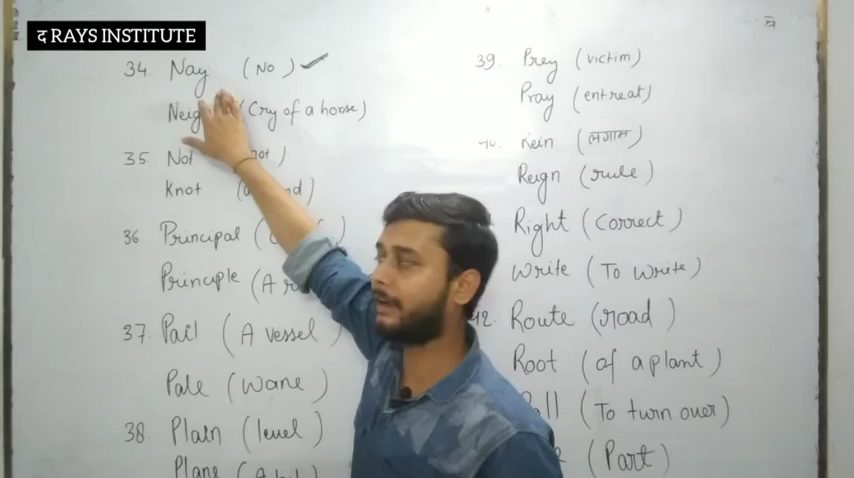 द RAYS INSTITUTE
34. Nay (No) ✓
(Cry of a horse)
35 Not
Knot
36 Principal
Principle (A
37. Pail (A vessel)
Pale (Wane)
38 Plain (level)
Plane
39. Prey (victim)
Pray (entreat)
Rein (लगाम)
Reign (rule)
Right (Correct)
Write (To write)
42. Route (road)
Root (of a plant)
(To turn over)
(Part)